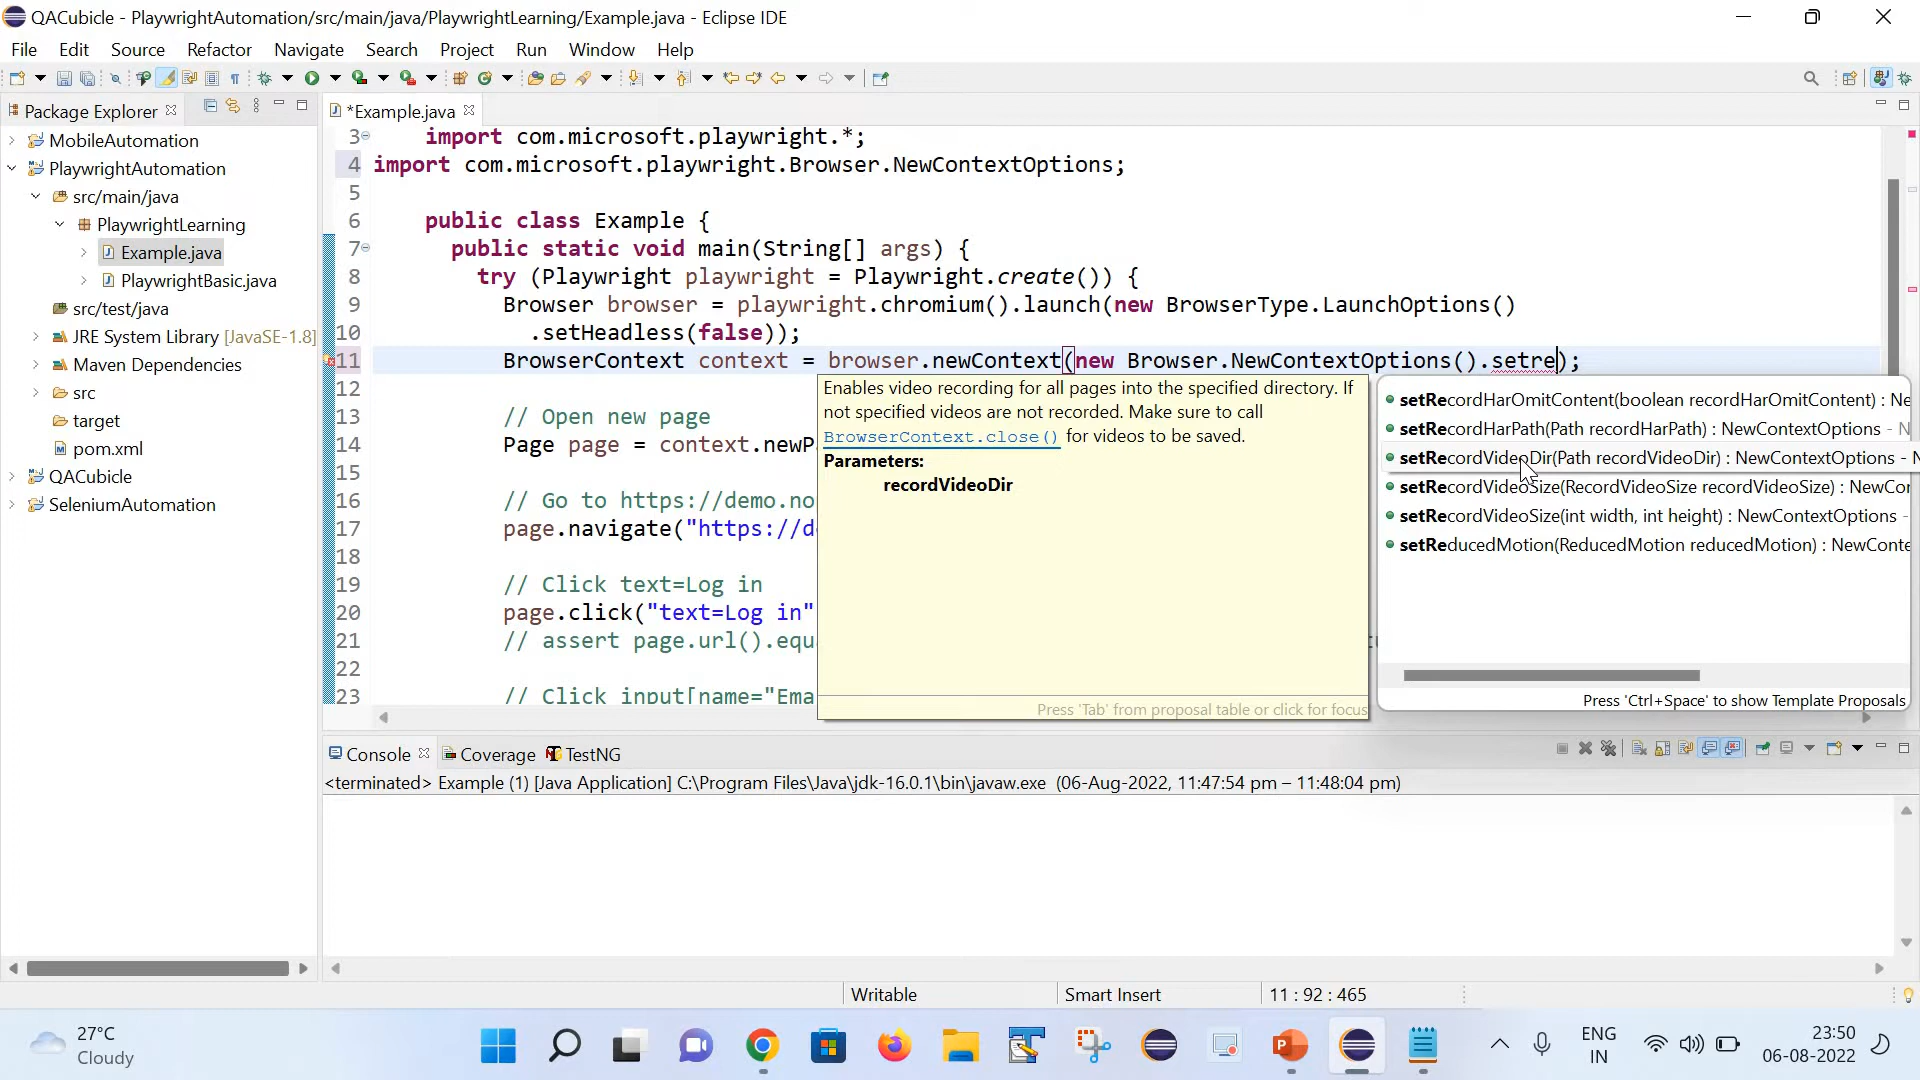 QACubicle - PlaywrightAutomation/src/main/java/PlaywrightLearning/Example.java - Eclipse IDE
File Edit Source Refactor Navigate Search Project Run Window Help
Package Explorer
MobileAutomation
PlaywrightAutomation
src/main/java
PlaywrightLearning
Example.java
PlaywrightBasic.java
src/test/java
JRE System Library [JavaSE-1.8]
Maven Dependencies
src
target
pom.xml
QACubicle
SeleniumAutomation
*Example.java
3 import com.microsoft.playwright.*;
4 import com.microsoft.playwright.Browser.NewContextOptions;
5
6 public class Example {
7 public static void main(String[] args) {
8 try (Playwright playwright = Playwright.create()) {
9 Browser browser = playwright.chromium().launch(new BrowserType.LaunchOptions()
10 .setHeadless(false));
11 BrowserContext context = browser.newContext(new Browser.NewContextOptions().setre);
12
13 // Open new page
14 Page page = context.newP
15
16 // Go to https://demo.no
17 page.navigate("https://d
18
19 // Click text=Log in
20 page.click("text=Log in"
21 // assert page.url().equ
22
23 // Click input[name="Ema
Enables video recording for all pages into the specified directory. If
not specified videos are not recorded. Make sure to call
BrowserContext.close() for videos to be saved.
Parameters:
recordVideoDir
Press 'Tab' from proposal table or click for focus
setRecordHarOmitContent(boolean recordHarOmitContent) : Ne
setRecordHarPath(Path recordHarPath) : NewContextOptions - N
setRecordVideoDir(Path recordVideoDir) : NewContextOptions - N
setRecordVideoSize(RecordVideoSize recordVideoSize) : NewCon
setRecordVideoSize(int width, int height) : NewContextOptions -
setReducedMotion(ReducedMotion reducedMotion) : NewConte
Press 'Ctrl+Space' to show Template Proposals
Console Coverage TestNG
<terminated> Example (1) [Java Application] C:\Program Files\Java\jdk-16.0.1\bin\javaw.exe (06-Aug-2022, 11:47:54 pm – 11:48:04 pm)
Writable Smart Insert 11 : 92 : 465
27°C
Cloudy
ENG
IN
23:50
06-08-2022